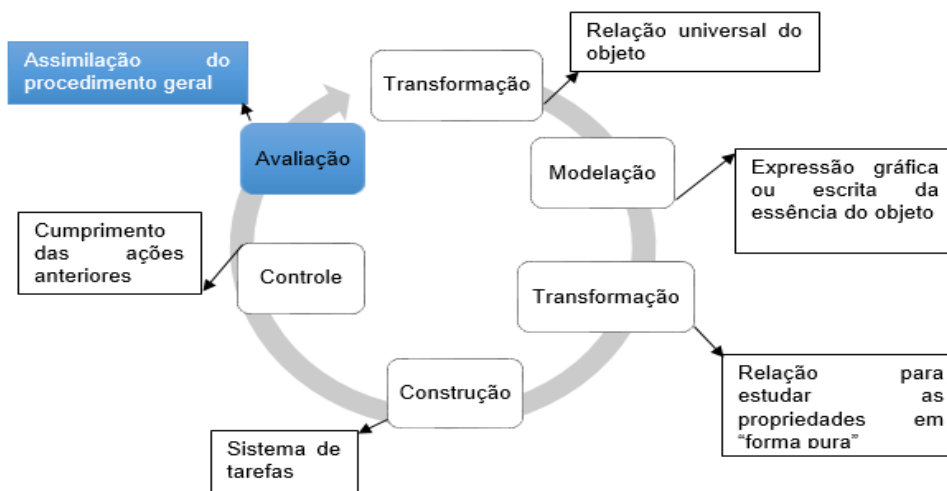 Relação universal do
objeto
Assimilação do
procedimento geral
Transformação
Avaliação
Modelação
Expressão gráfica
ou escrita da
essência do objeto
Cumprimento
das ações
anteriores
Controle
Transformação
Construção
Relação para
estudar as
propriedades em
“forma pura”
Sistema de
tarefas